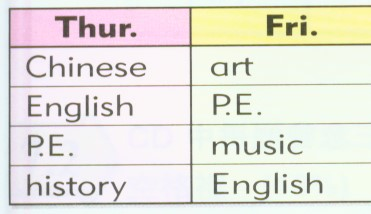 Thur. Fri.
Chinese art
English P.E.
P.E. music
history English